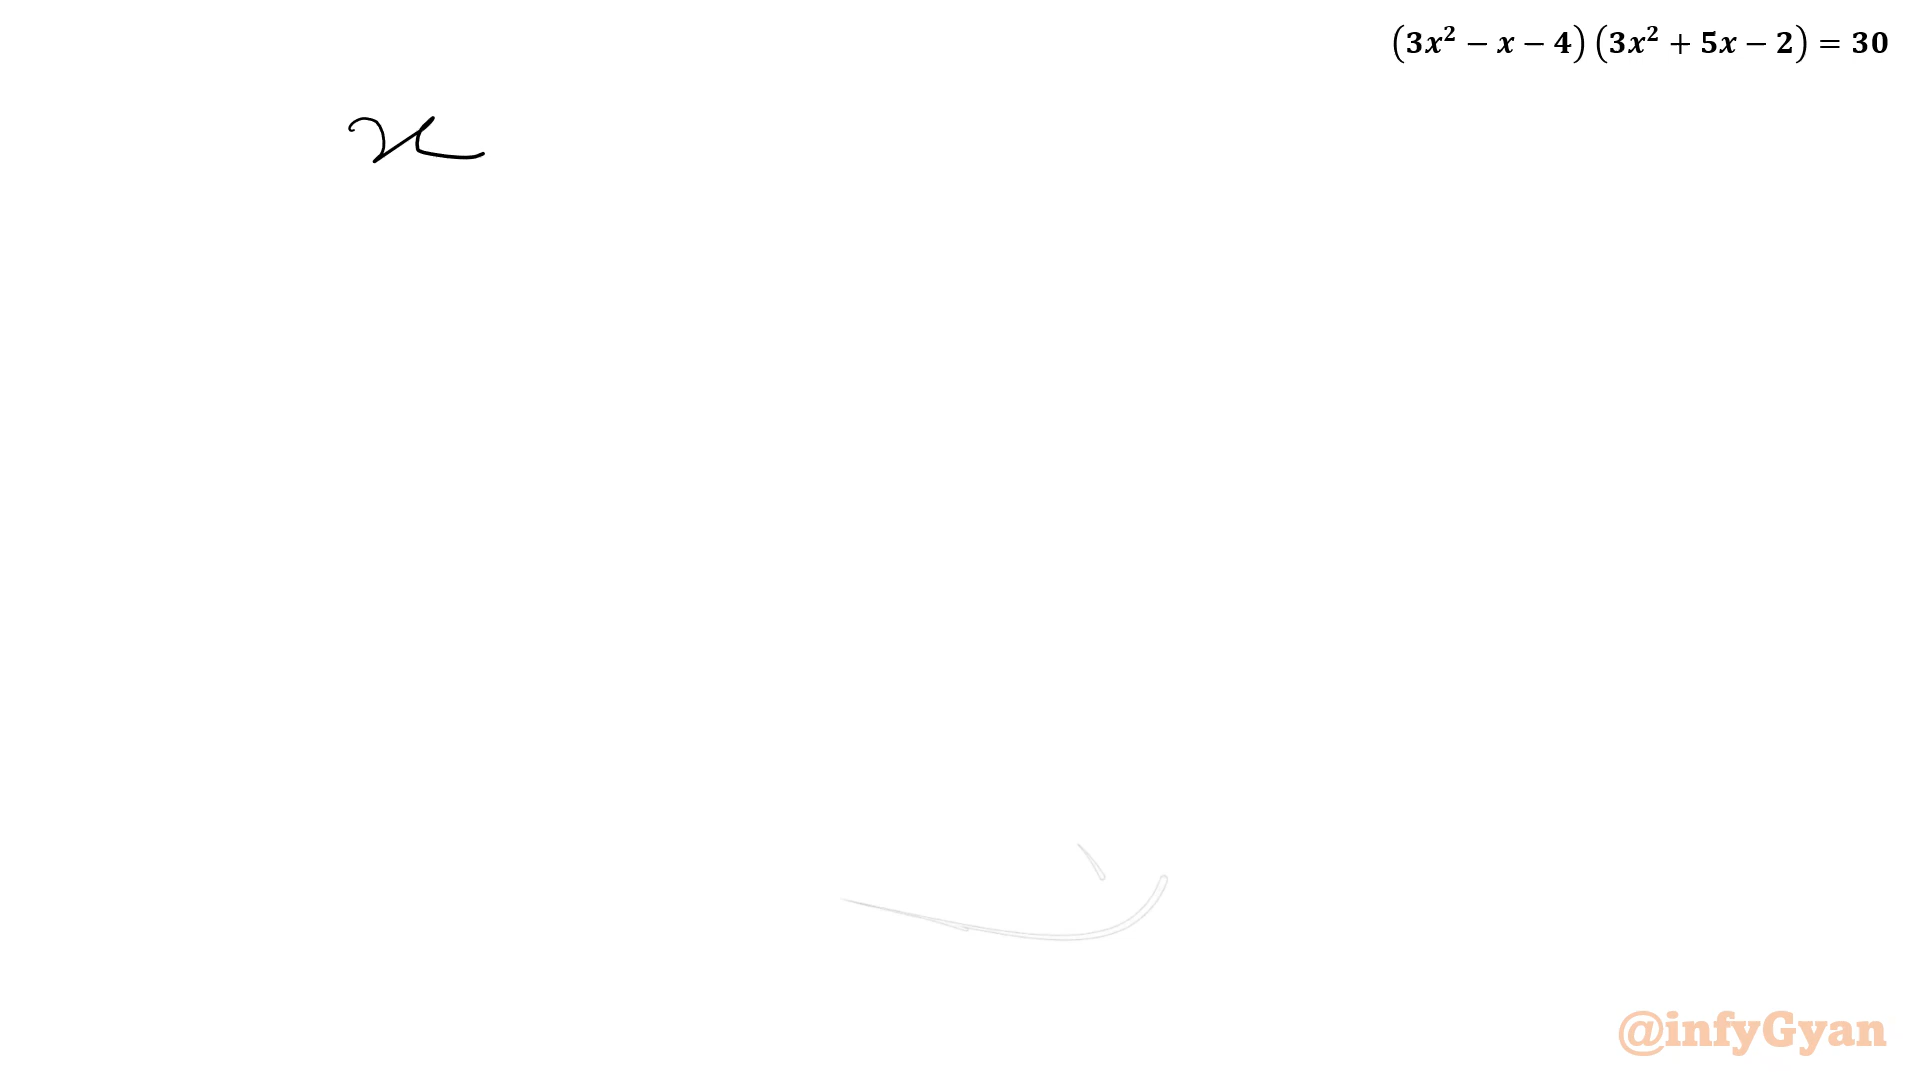 (3x² − x − 4)(3x² + 5x − 2) = 30
x
@infyGyan